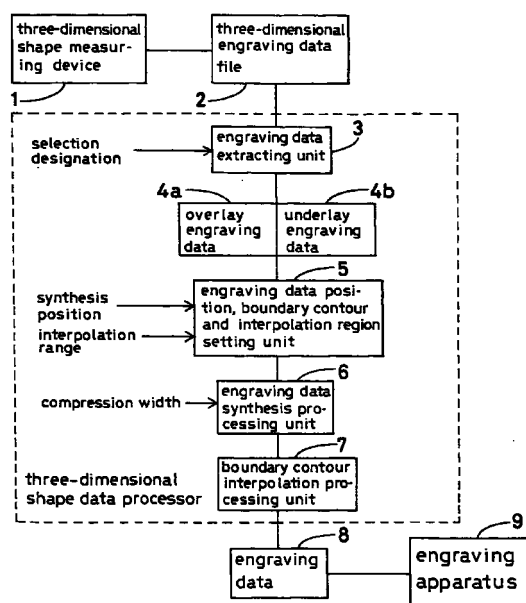 three-dimensional
shape measur-
ing device
1
three-dimensional
engraving data
file
2
selection
designation
engraving data
extracting unit
3
4a
4b
overlay
engraving
data
underlay
engraving
data
5
synthesis
position
interpolation
range
engraving data posi-
tion, boundary contour
and interpolation region
setting unit
6
compression width
engraving data
synthesis pro-
cessing unit
7
boundary contour
interpolation pro-
cessing unit
three-dimensional
shape data processor
8
engraving
data
9
engraving
apparatus